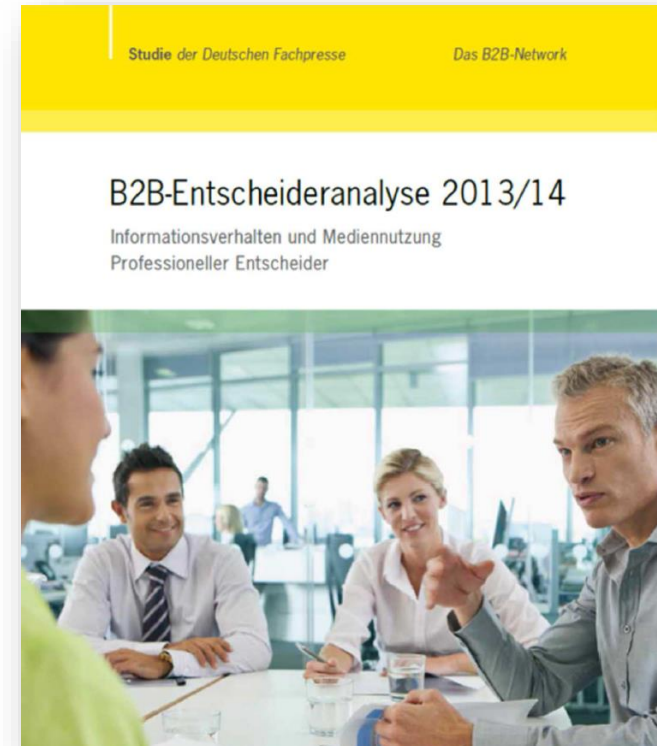 Studie der Deutschen Fachpresse
Das B2B-Network
B2B-Entscheideranalyse 2013/14
Informationsverhalten und Mediennutzung
Professioneller Entscheider